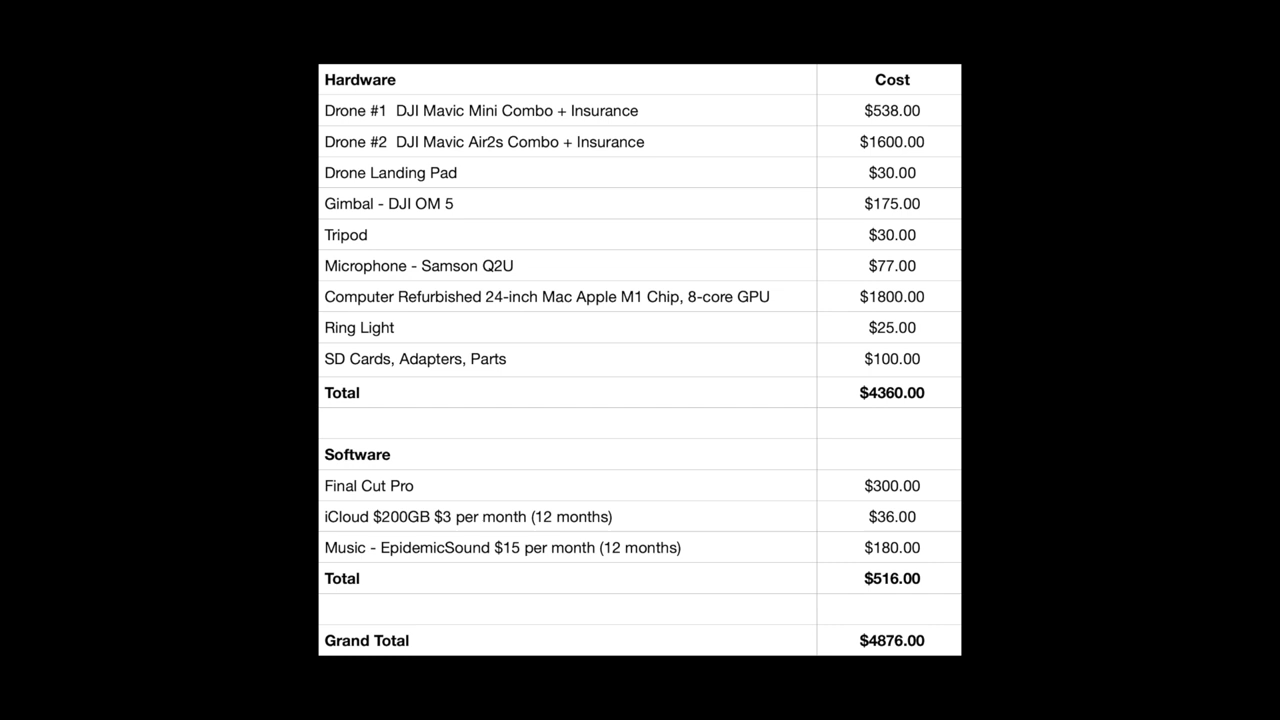 Hardware Cost
Drone #1 DJI Mavic Mini Combo + Insurance $538.00
Drone #2 DJI Mavic Air2s Combo + Insurance $1600.00
Drone Landing Pad $30.00
Gimbal - DJI OM 5 $175.00
Tripod $30.00
Microphone - Samson Q2U $77.00
Computer Refurbished 24-inch Mac Apple M1 Chip, 8-core GPU $1800.00
Ring Light $25.00
SD Cards, Adapters, Parts $100.00
Total $4360.00
Software
Final Cut Pro $300.00
iCloud $200GB $3 per month (12 months) $36.00
Music - EpidemicSound $15 per month (12 months) $180.00
Total $516.00
Grand Total $4876.00